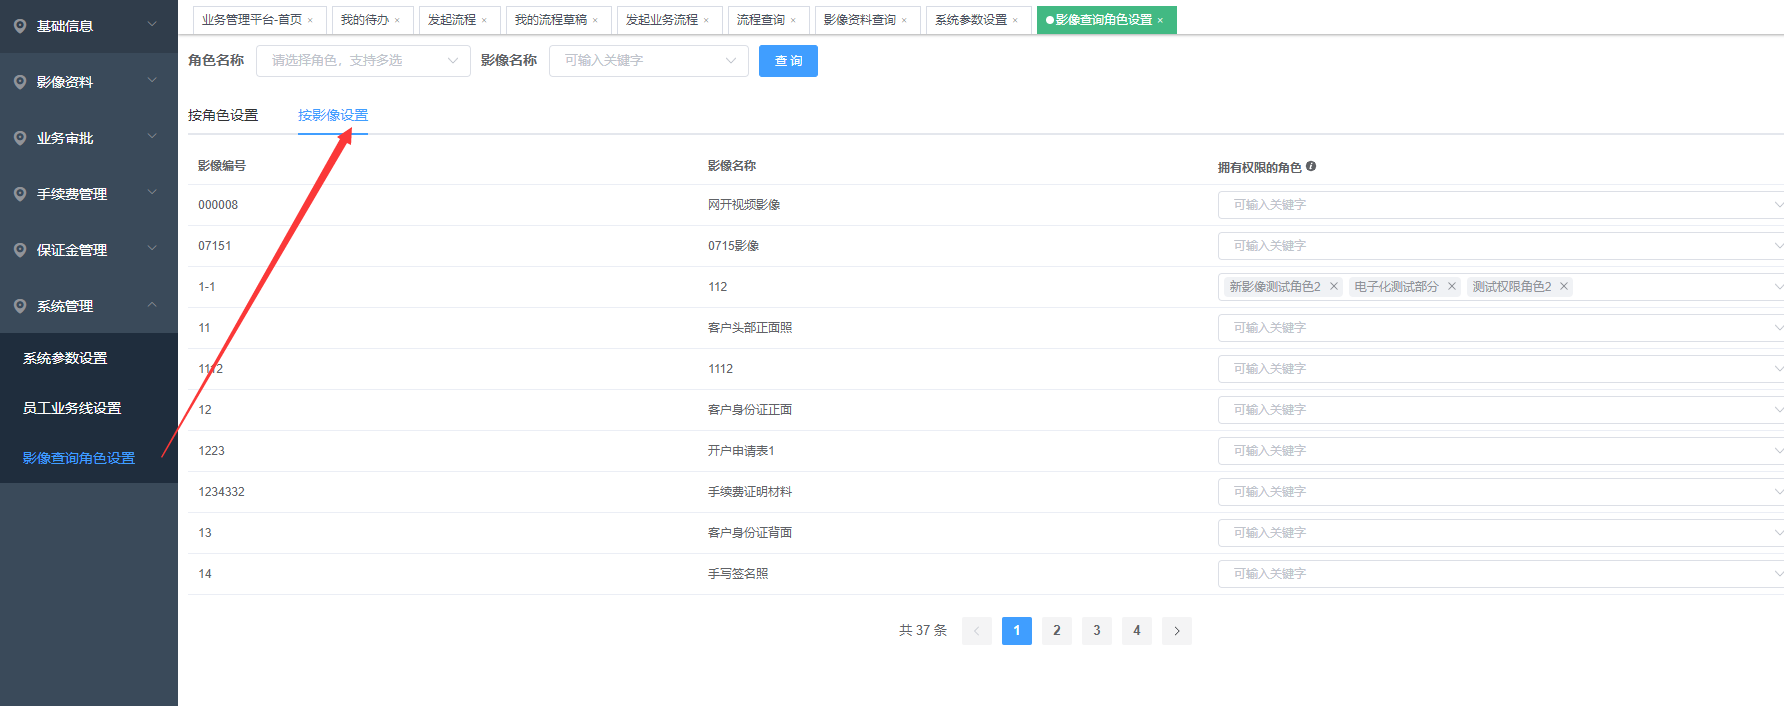 基础信息
影像资料
业务审批
手续费管理
保证金管理
系统管理
系统参数设置
员工业务线设置
影像查询角色设置
业务管理平台-首页 × 我的待办 × 发起流程 × 我的流程草稿 × 发起业务流程 × 流程查询 × 影像资料查询 × 系统参数设置 × 影像查询角色设置 ×
角色名称 请选择角色，支持多选 影像名称 可输入关键字 查询
按角色设置 按影像设置
影像编号 影像名称 拥有权限的角色
000008 网开视频影像 可输入关键字
07151 0715影像 可输入关键字
1-1 112 新影像测试角色2 × 电子化测试部分 × 测试权限角色2 ×
11 客户头部正面照 可输入关键字
1112 1112 可输入关键字
12 客户身份证正面 可输入关键字
1223 开户申请表1 可输入关键字
1234332 手续费证明材料 可输入关键字
13 客户身份证背面 可输入关键字
14 手写签名照 可输入关键字
共 37 条 < 1 2 3 4 >